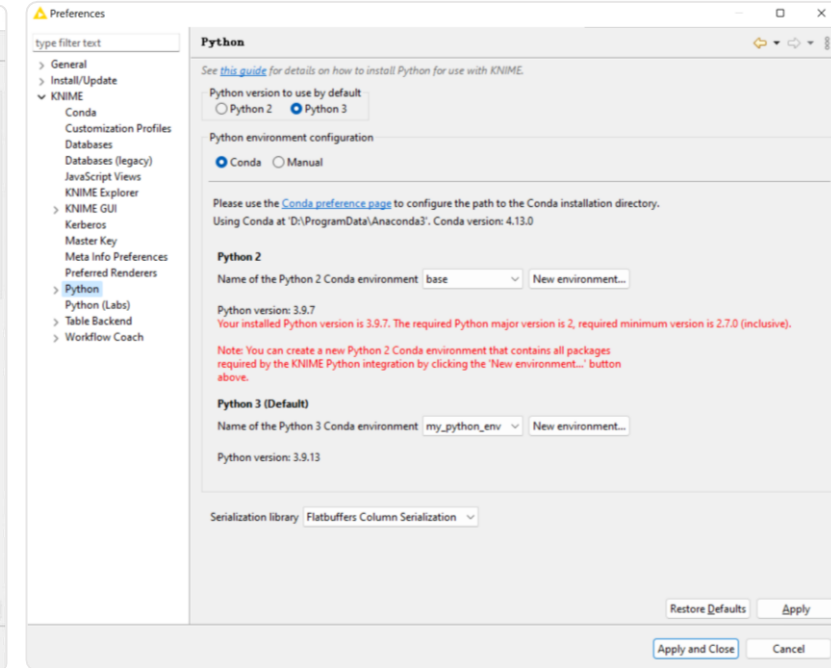 Preferences
type filter text
General
Install/Update
KNIME
Conda
Customization Profiles
Databases
Databases (legacy)
JavaScript Views
KNIME Explorer
KNIME GUI
Kerberos
Master Key
Meta Info Preferences
Preferred Renderers
Python
Python (Labs)
Table Backend
Workflow Coach
Python
See this guide for details on how to install Python for use with KNIME.
Python version to use by default
Python 2 Python 3
Python environment configuration
Conda Manual
Please use the Conda preference page to configure the path to the Conda installation directory.
Using Conda at 'D:\ProgramData\Anaconda3'. Conda version: 4.13.0
Python 2
Name of the Python 2 Conda environment base New environment...
Python version: 3.9.7
Your installed Python version is 3.9.7. The required Python major version is 2, required minimum version is 2.7.0 (inclusive).
Note: You can create a new Python 2 Conda environment that contains all packages
required by the KNIME Python integration by clicking the 'New environment...' button
above.
Python 3 (Default)
Name of the Python 3 Conda environment my_python_env New environment...
Python version: 3.9.13
Serialization library Flatbuffers Column Serialization
Restore Defaults Apply
Apply and Close Cancel